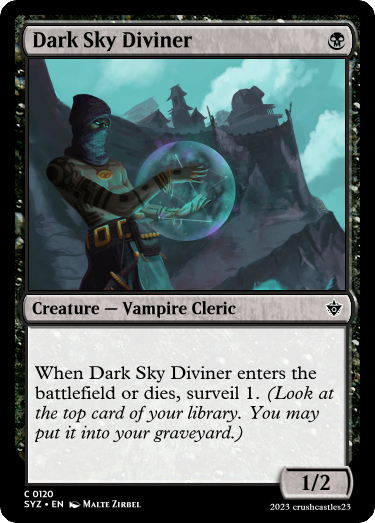 Dark Sky Diviner
Creature — Vampire Cleric
When Dark Sky Diviner enters the
battlefield or dies, surveil 1. (Look at
the top card of your library. You may
put it into your graveyard.)
1/2
C 0120
SYZ • EN Malte Zirbel
2023 crushcastles23